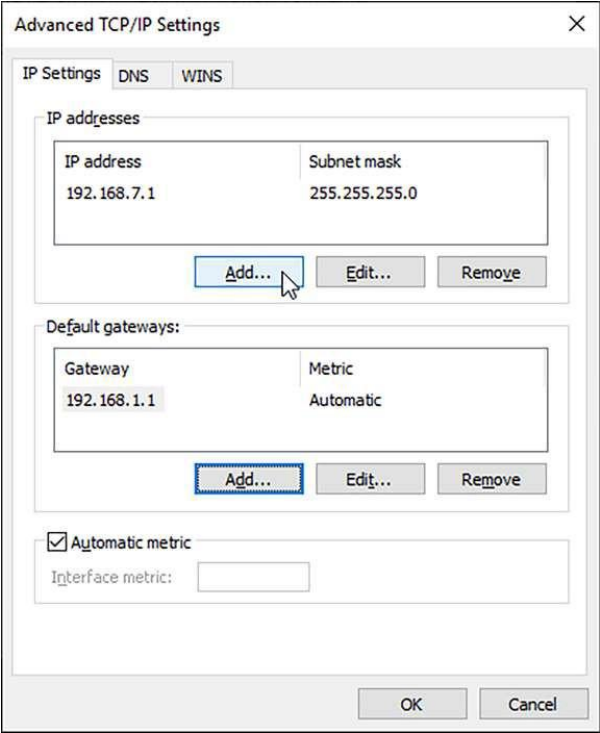 Advanced TCP/IP Settings
IP Settings DNS WINS
IP addresses
IP address Subnet mask
192.168.7.1 255.255.255.0
Add... Edit... Remove
Default gateways:
Gateway Metric
192.168.1.1 Automatic
Add... Edit... Remove
Automatic metric
Interface metric:
OK Cancel